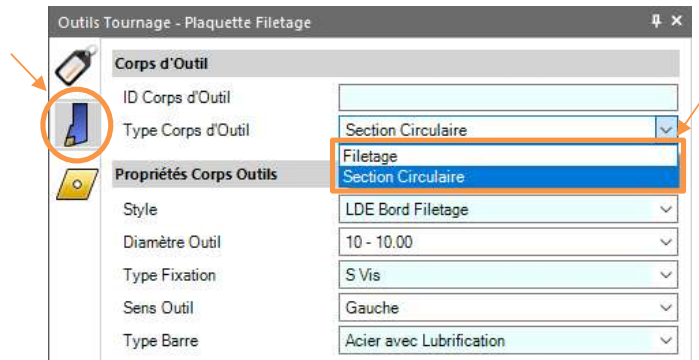 Outils Tournage - Plaquette Filetage
Corps d'Outil
ID Corps d'Outil
Type Corps d'Outil Section Circulaire
Filetage
Propriétés Corps Outils Section Circulaire
Style LDE Bord Filetage
Diamètre Outil 10 - 10.00
Type Fixation S Vis
Sens Outil Gauche
Type Barre Acier avec Lubrification